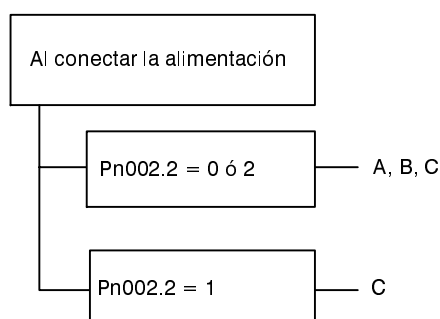 Al conectar la alimentación
Pn002.2 = 0 ó 2
A, B, C
Pn002.2 = 1
C